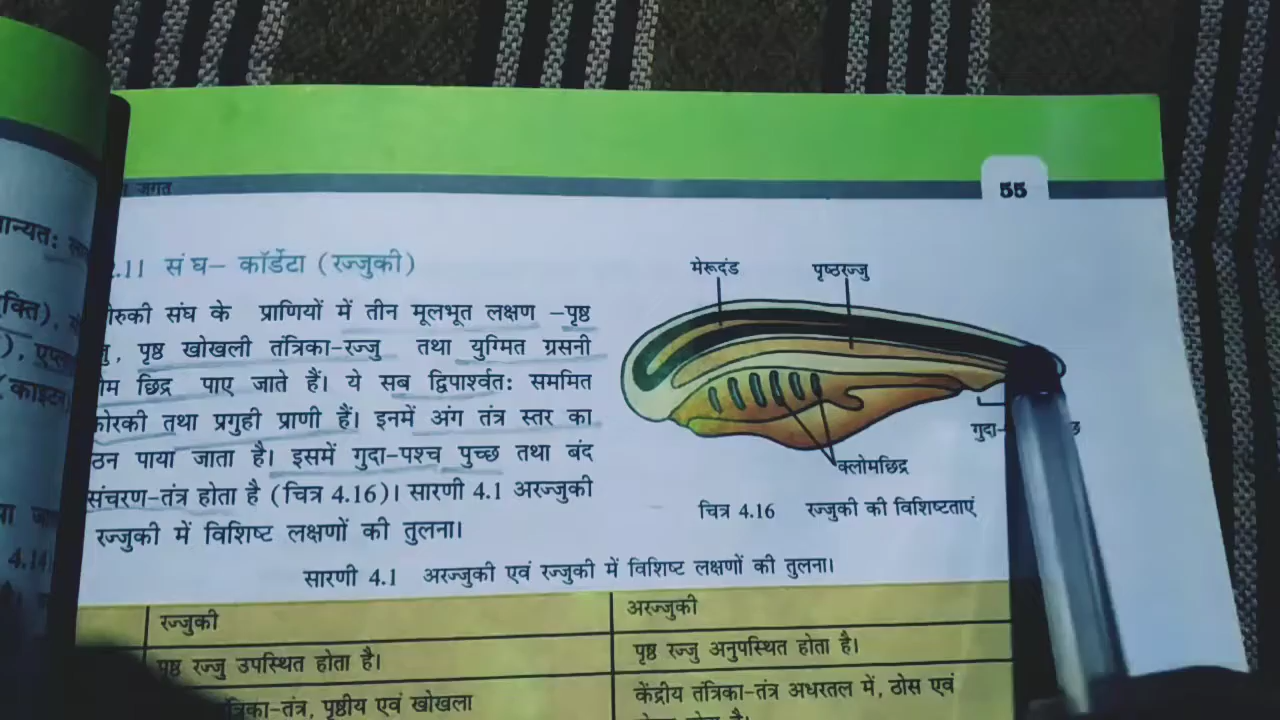 जगत
55
.11 संघ– कॉर्डेटा (रज्जुकी)
संघ के प्राणियों में तीन मूलभूत लक्षण –पृष्ठ
, पृष्ठ खोखली तंत्रिका-रज्जु तथा युग्मित ग्रसनी
छिद्र पाए जाते हैं। ये सब द्विपार्श्वतः सममित
तथा प्रगुही प्राणी हैं। इनमें अंग तंत्र स्तर का
पाया जाता है। इसमें गुदा-पश्च पुच्छ तथा बंद
संचरण-तंत्र होता है (चित्र 4.16)। सारणी 4.1 अरज्जुकी
रज्जुकी में विशिष्ट लक्षणों की तुलना।
मेरूदंड
पृष्ठरज्जु
गुदा-
क्लोमछिद्र
चित्र 4.16 रज्जुकी की विशिष्टताएं
सारणी 4.1 अरज्जुकी एवं रज्जुकी में विशिष्ट लक्षणों की तुलना।
रज्जुकी
अरज्जुकी
पृष्ठ रज्जु उपस्थित होता है।
पृष्ठ रज्जु अनुपस्थित होता है।
तंत्र, पृष्ठीय एवं खोखला
केंद्रीय तंत्रिका-तंत्र अधरतल में, ठोस एवं